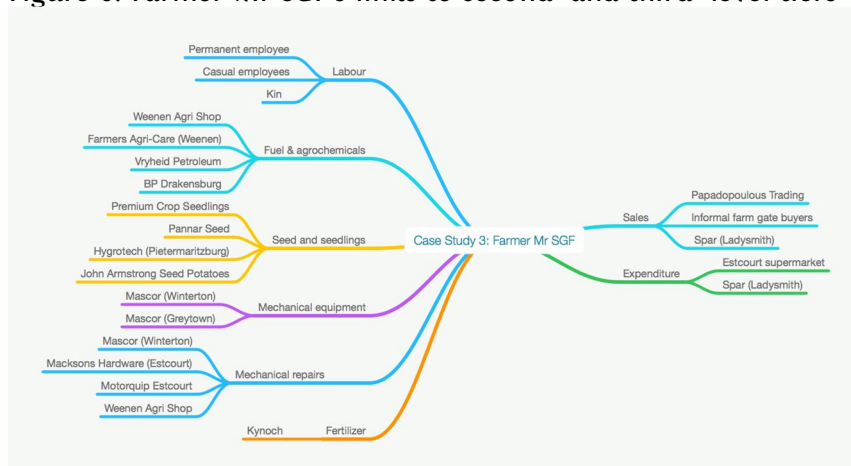 Permanent employee
Casual employees
Kin
Labour
Weenen Agri Shop
Farmers Agri-Care (Weenen)
Vryheid Petroleum
BP Drakensburg
Fuel & agrochemicals
Premium Crop Seedlings
Pannar Seed
Hygrotech (Pietermaritzburg)
John Armstrong Seed Potatoes
Seed and seedlings
Mascor (Winterton)
Mascor (Greytown)
Mechanical equipment
Mascor (Winterton)
Macksons Hardware (Estcourt)
Motorquip Estcourt
Weenen Agri Shop
Mechanical repairs
Kynoch
Fertilizer
Case Study 3: Farmer Mr SGF
Sales
Papadopoulous Trading
Informal farm gate buyers
Spar (Ladysmith)
Expenditure
Estcourt supermarket
Spar (Ladysmith)